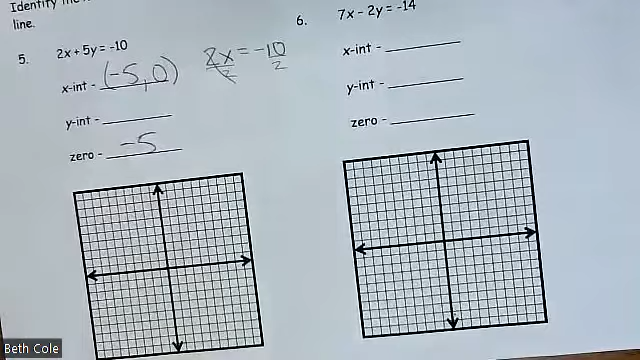 Identify the
line.
5. 2x + 5y = -10
2x = -10
2 2
x-int - (-5, 0)
y-int -
zero - -5
6. 7x - 2y = -14
x-int -
y-int -
zero -
Beth Cole